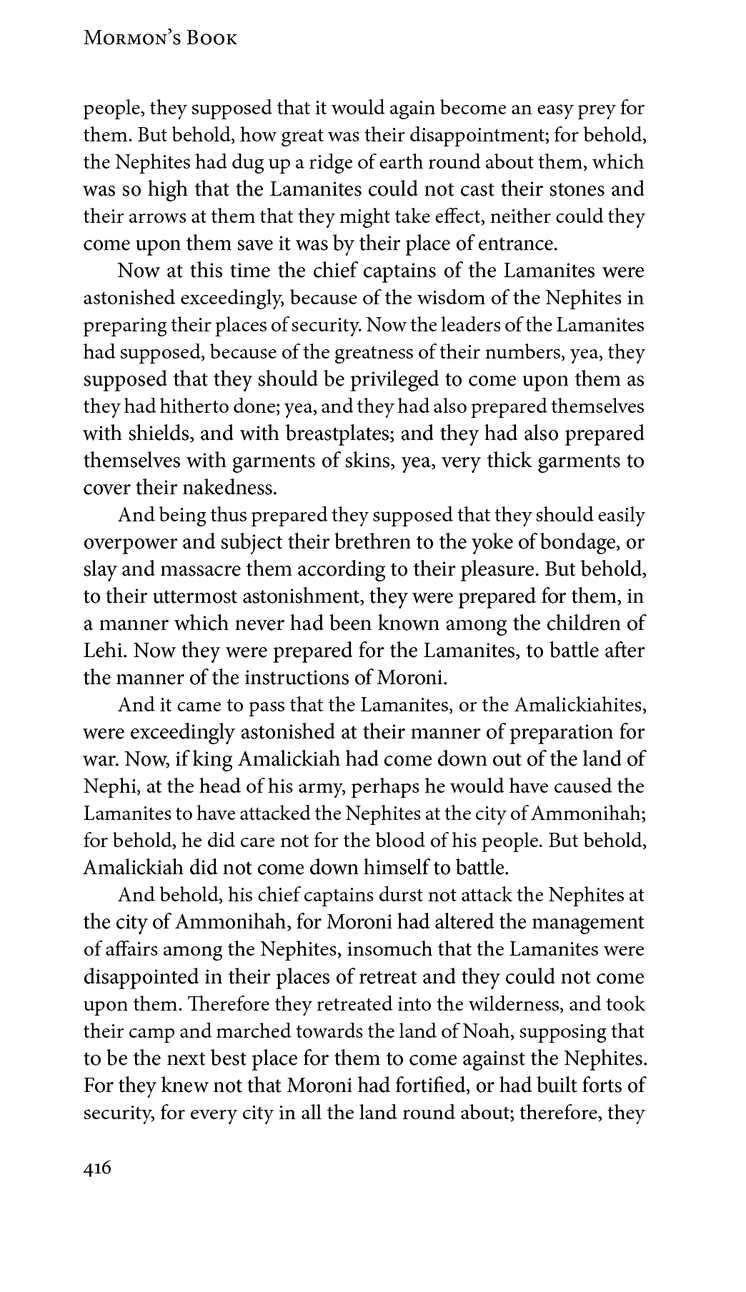 Mormon's Book
people, they supposed that it would again become an easy prey for
them. But behold, how great was their disappointment; for behold,
the Nephites had dug up a ridge of earth round about them, which
was so high that the Lamanites could not cast their stones and
their arrows at them that they might take effect, neither could they
come upon them save it was by their place of entrance.
Now at this time the chief captains of the Lamanites were
astonished exceedingly, because of the wisdom of the Nephites in
preparing their places of security. Now the leaders of the Lamanites
had supposed, because of the greatness of their numbers, yea, they
supposed that they should be privileged to come upon them as
they had hitherto done; yea, and they had also prepared themselves
with shields, and with breastplates; and they had also prepared
themselves with garments of skins, yea, very thick garments to
cover their nakedness.
And being thus prepared they supposed that they should easily
overpower and subject their brethren to the yoke of bondage, or
slay and massacre them according to their pleasure. But behold,
to their uttermost astonishment, they were prepared for them, in
a manner which never had been known among the children of
Lehi. Now they were prepared for the Lamanites, to battle after
the manner of the instructions of Moroni.
And it came to pass that the Lamanites, or the Amalickiahites,
were exceedingly astonished at their manner of preparation for
war. Now, if king Amalickiah had come down out of the land of
Nephi, at the head of his army, perhaps he would have caused the
Lamanites to have attacked the Nephites at the city of Ammonihah;
for behold, he did care not for the blood of his people. But behold,
Amalickiah did not come down himself to battle.
And behold, his chief captains durst not attack the Nephites at
the city of Ammonihah, for Moroni had altered the management
of affairs among the Nephites, insomuch that the Lamanites were
disappointed in their places of retreat and they could not come
upon them. Therefore they retreated into the wilderness, and took
their camp and marched towards the land of Noah, supposing that
to be the next best place for them to come against the Nephites.
For they knew not that Moroni had fortified, or had built forts of
security, for every city in all the land round about; therefore, they
416